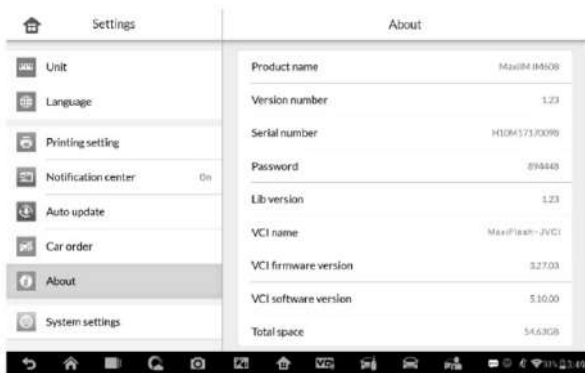 Settings
About
Unit
Language
Printing setting
Notification center On
Auto update
Car order
About
System settings
Product name MaxiIM IM608
Version number 1.23
Serial number
Password 894448
Lib version 1.23
VCI name MaxiFlash-JVCI
VCI firmware version 3.27.03
VCI software version 5.10.00
Total space 54.63GB